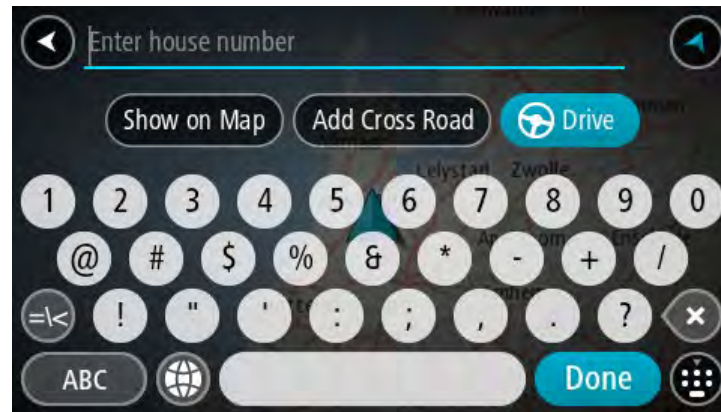 Enter house number
Show on Map Add Cross Road Drive
Lelystad Zwolle
1 2 3 4 5 6 7 8 9 0
@ # $ % & * - + /
=\< ! " ' : ; , . ?
ABC Done